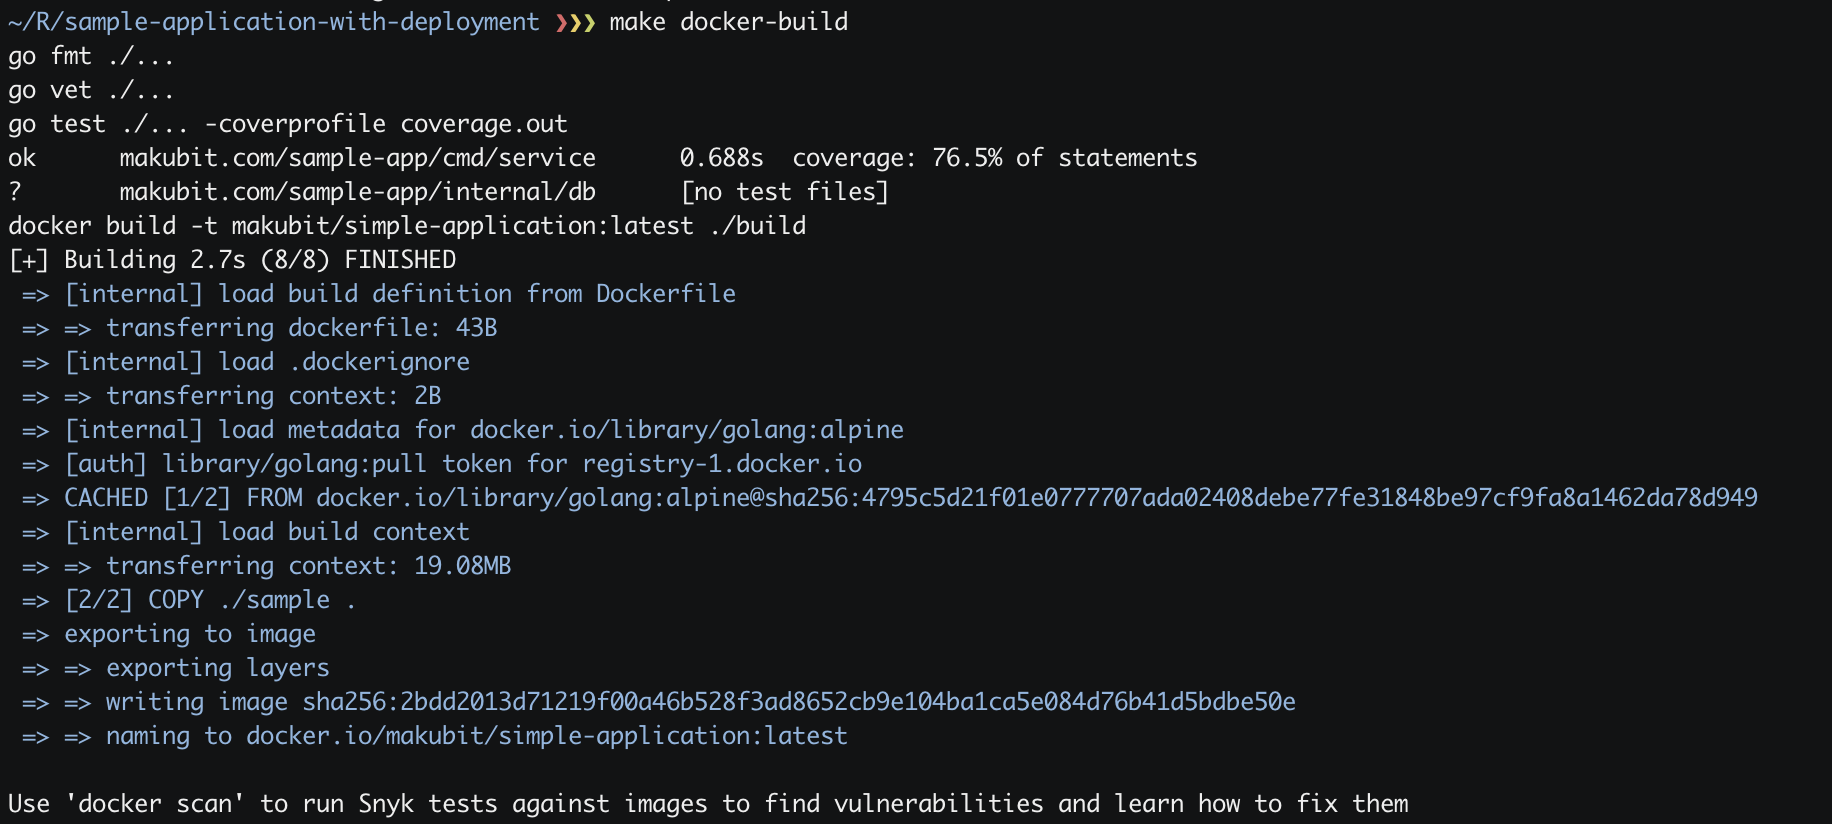 ~/R/sample-application-with-deployment ❯❯❯ make docker-build
go fmt ./...
go vet ./...
go test ./... -coverprofile coverage.out
ok      makubit.com/sample-app/cmd/service      0.688s  coverage: 76.5% of statements
?       makubit.com/sample-app/internal/db      [no test files]
docker build -t makubit/simple-application:latest ./build
[+] Building 2.7s (8/8) FINISHED
 => [internal] load build definition from Dockerfile
 => => transferring dockerfile: 43B
 => [internal] load .dockerignore
 => => transferring context: 2B
 => [internal] load metadata for docker.io/library/golang:alpine
 => [auth] library/golang:pull token for registry-1.docker.io
 => CACHED [1/2] FROM docker.io/library/golang:alpine@sha256:4795c5d21f01e0777707ada02408debe77fe31848be97cf9fa8a1462da78d949
 => [internal] load build context
 => => transferring context: 19.08MB
 => [2/2] COPY ./sample .
 => exporting to image
 => => exporting layers
 => => writing image sha256:2bdd2013d71219f00a46b528f3ad8652cb9e104ba1ca5e084d76b41d5bdbe50e
 => => naming to docker.io/makubit/simple-application:latest
Use 'docker scan' to run Snyk tests against images to find vulnerabilities and learn how to fix them